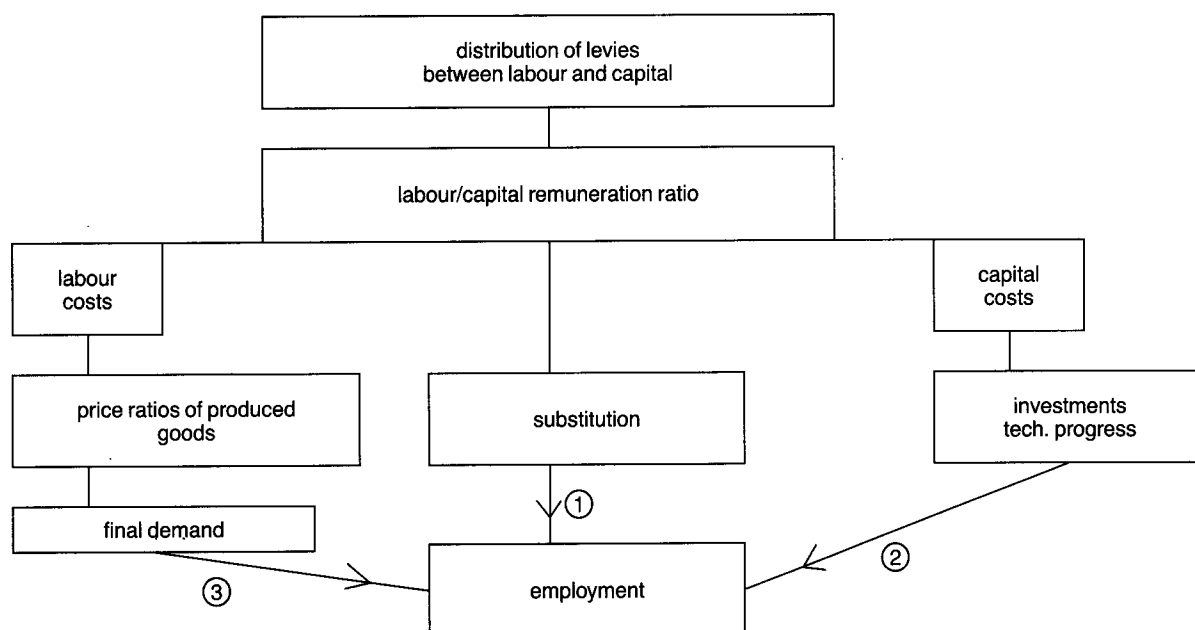 distribution of levies
between labour and capital
labour/capital remuneration ratio
labour
costs
capital
costs
price ratios of produced
goods
substitution
investments
tech. progress
①
final demand
②
③
employment